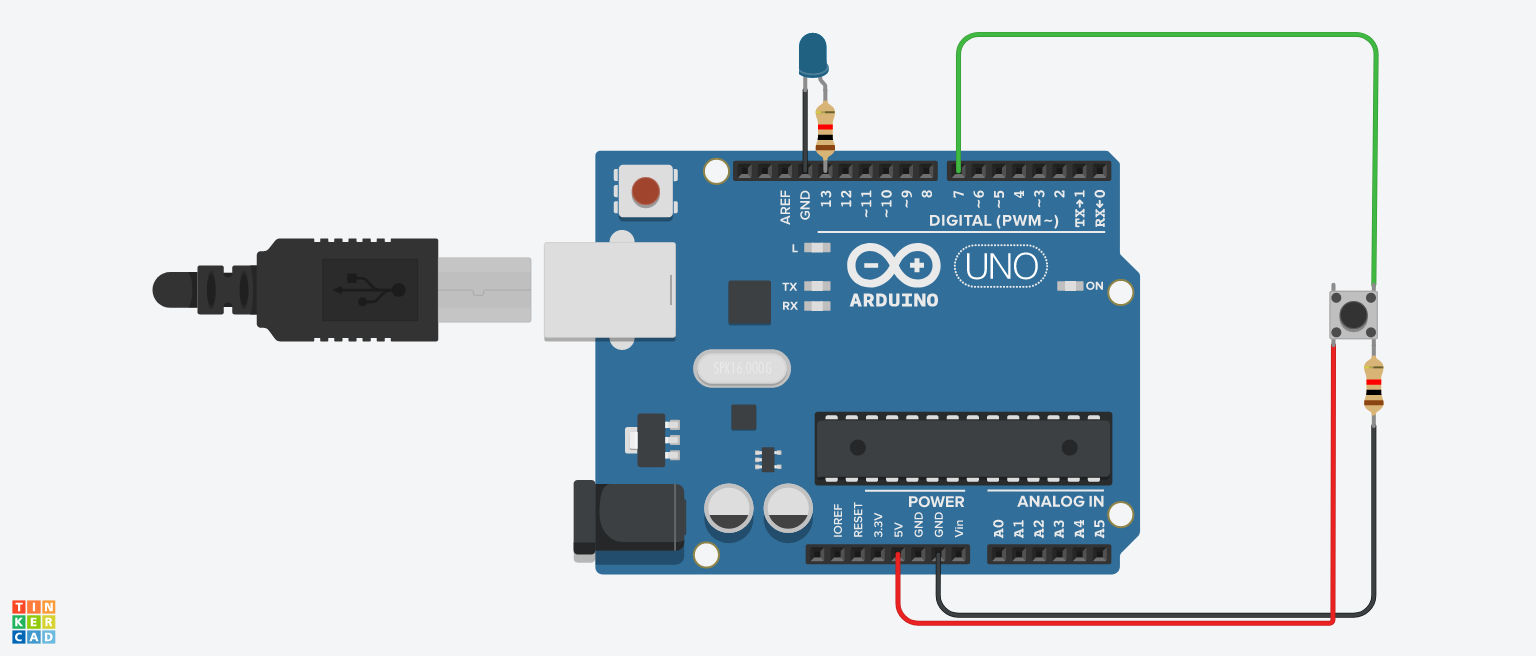 AREF
GND
13
12
~11
~10
~9
8
7
~6
~5
4
~3
2
TX→1
RX←0
DIGITAL (PWM~)
L
TX
RX
ARDUINO
UNO
ON
SPK16.000G
POWER
ANALOG IN
IOREF
RESET
3.3V
5V
GND
GND
Vin
A0
A1
A2
A3
A4
A5
TIN
KER
CAD